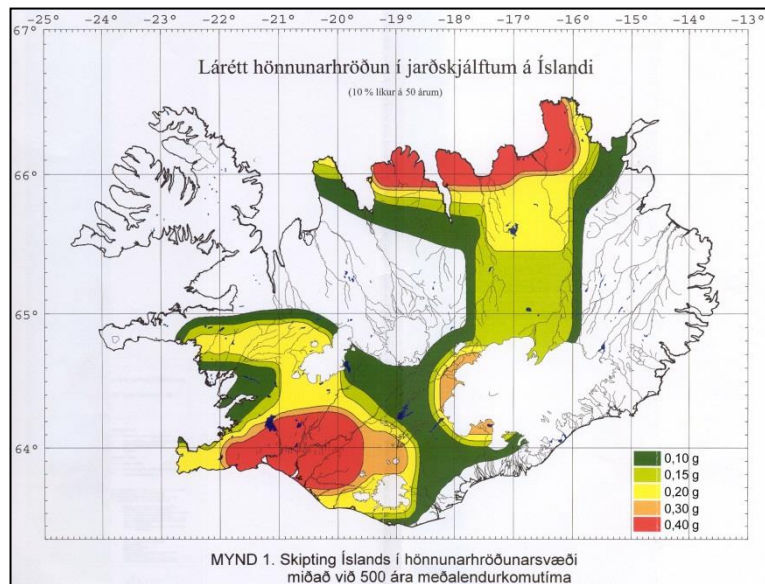 -25° -24° -23° -22° -21° -20° -19° -18° -17° -16° -15° -14° -13°
67°
Lárétt hönnunarhröðun í jarðskjálftum á Íslandi
(10 % líkur á 50 árum)
66°
65°
64°
0,10 g
0,15 g
0,20 g
0,30 g
0,40 g
MYND 1. Skipting Íslands í hönnunarhröðunarsvæði
miðað við 500 ára meðalendurkomutíma